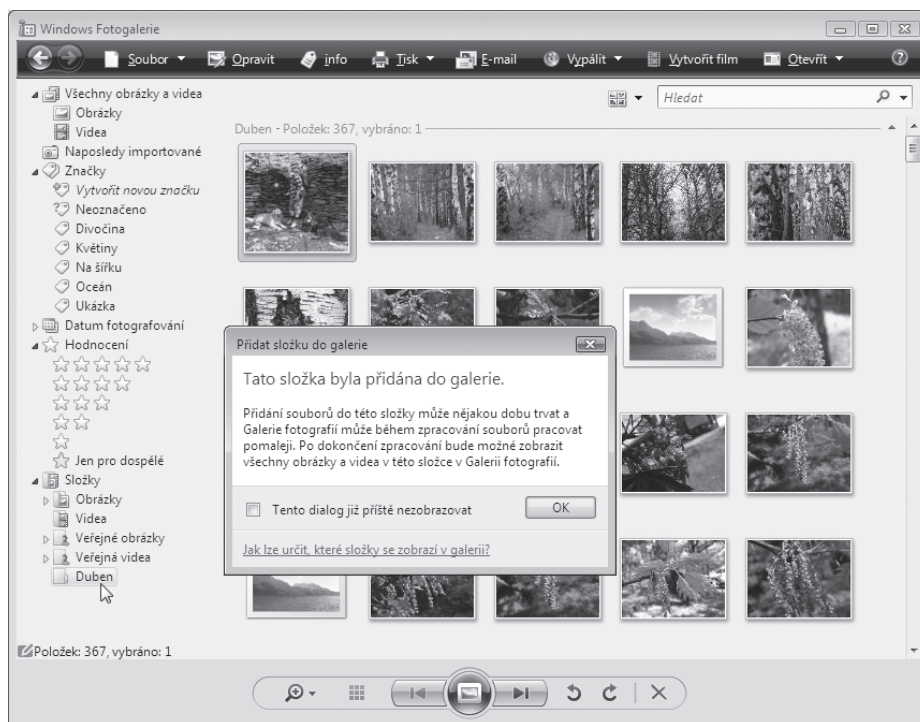 Windows Fotogalerie
Soubor Opravit info Tisk E-mail Vypálit Vytvořit film Otevřít
Všechny obrázky a videa
Obrázky
Videa
Naposledy importované
Značky
Vytvořit novou značku
Neoznačeno
Divočina
Květiny
Na šířku
Oceán
Ukázka
Datum fotografování
Hodnocení
Jen pro dospělé
Složky
Obrázky
Videa
Veřejné obrázky
Veřejná videa
Duben
Položek: 367, vybráno: 1
Hledat
Duben - Položek: 367, vybráno: 1
Přidat složku do galerie
Tato složka byla přidána do galerie.
Přidání souborů do této složky může nějakou dobu trvat a
Galerie fotografií může během zpracování souborů pracovat
pomaleji. Po dokončení zpracování bude možné zobrazit
všechny obrázky a videa v této složce v Galerii fotografií.
Tento dialog již příště nezobrazovat
OK
Jak lze určit, které složky se zobrazí v galerii?